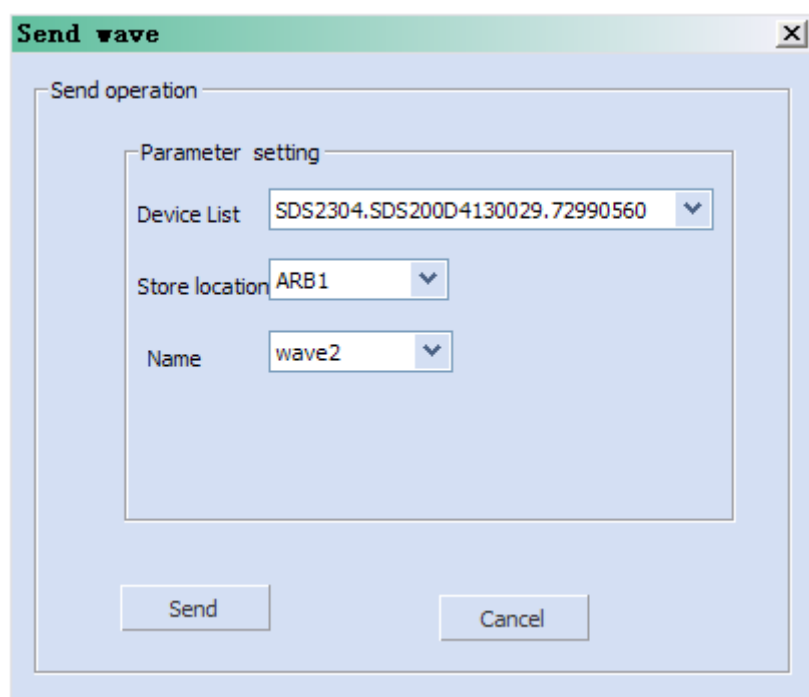 Send wave
Send operation
Parameter setting
Device List SDS2304.SDS200D4130029.72990560
Store location ARB1
Name wave2
Send Cancel